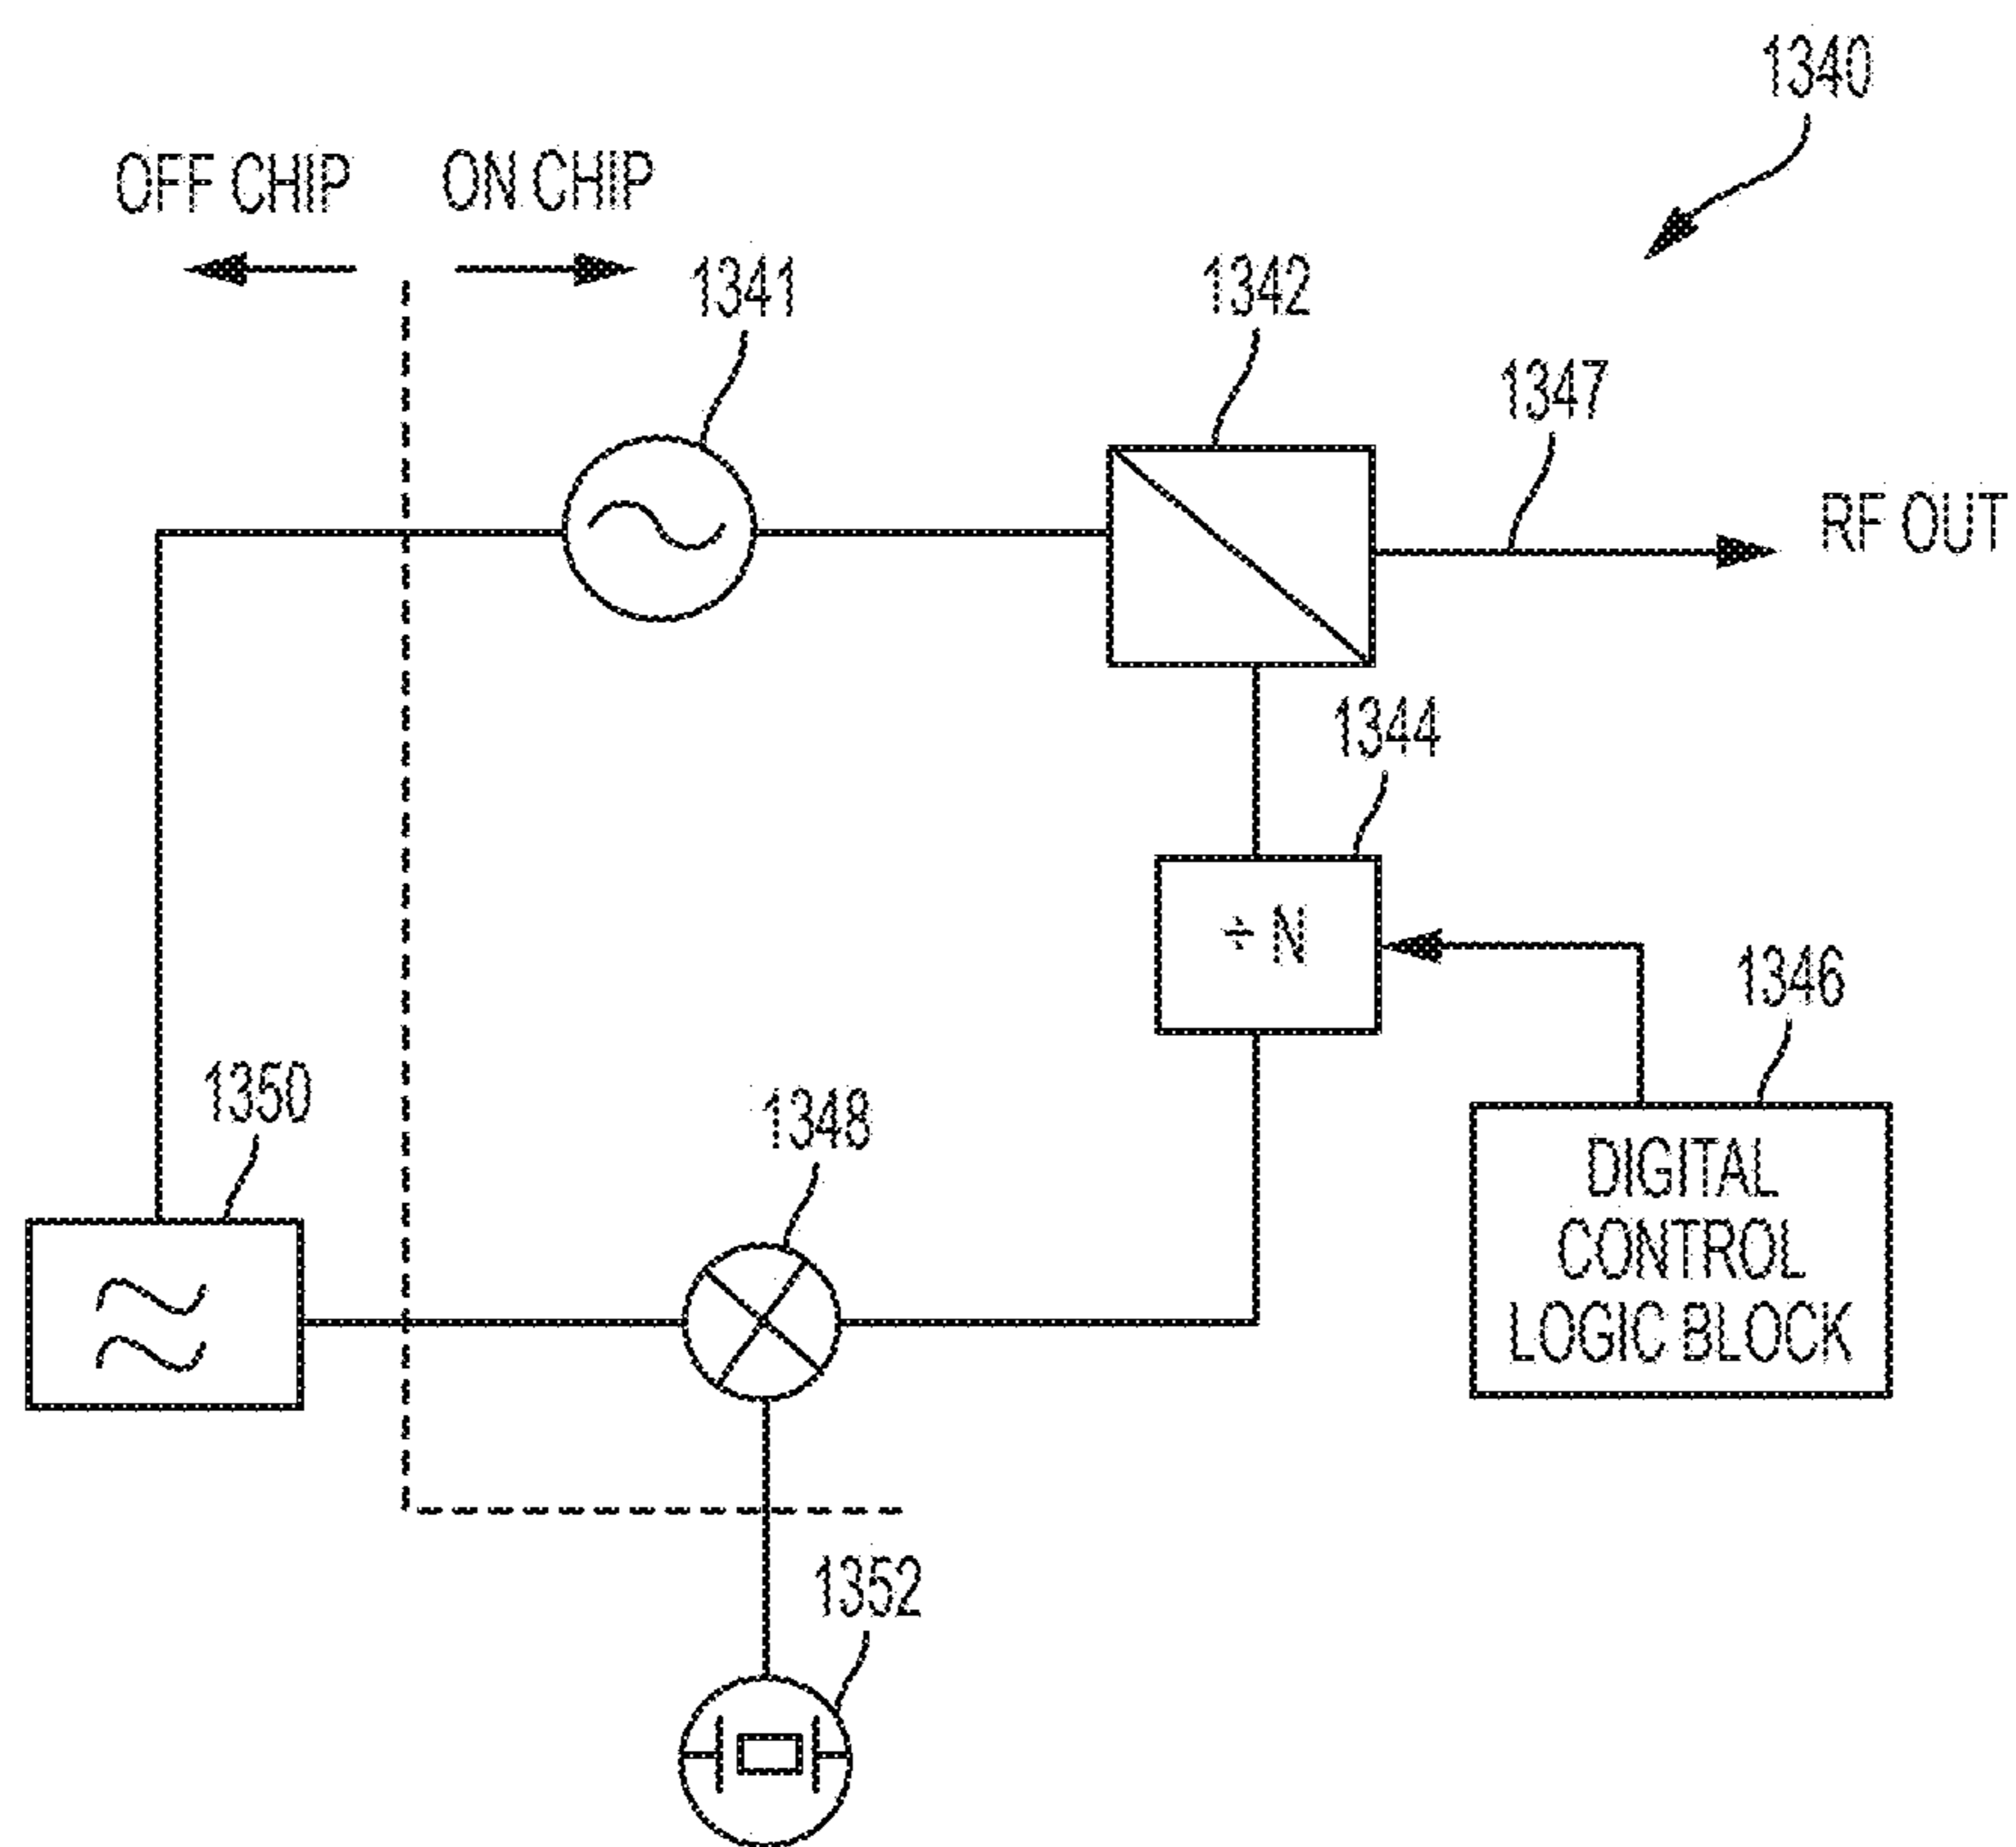 1340
OFF CHIP
ON CHIP
1341
1342
1347
RF OUT
1344
÷ N
1346
1350
1348
DIGITAL
CONTROL
LOGIC BLOCK
1352